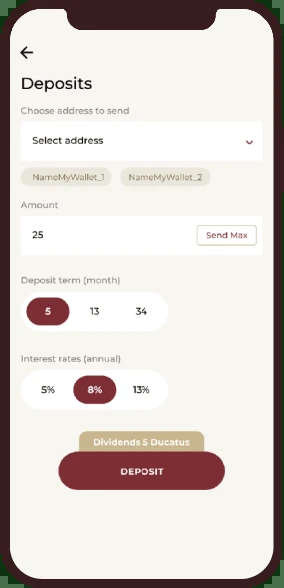 Deposits
Choose address to send
Select address
NameMyWallet_1 NameMyWallet_2
Amount
25 Send Max
Deposit term (month)
5 13 34
Interest rates (annual)
5% 8% 13%
Dividends 5 Ducatus
DEPOSIT